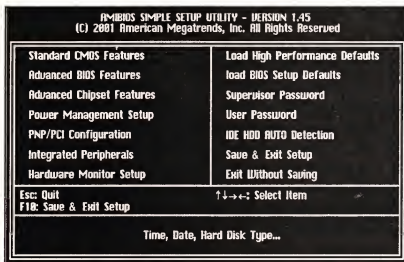 AMIBIOS SIMPLE SETUP UTILITY - VERSION 1.45
(C) 2001 American Megatrends, Inc. All Rights Reserved
Standard CMOS Features
Advanced BIOS Features
Advanced Chipset Features
Power Management Setup
PNP/PCI Configuration
Integrated Peripherals
Hardware Monitor Setup
Load High Performance Defaults
load BIOS Setup Defaults
Supervisor Password
User Password
IDE HDD AUTO Detection
Save & Exit Setup
Exit Without Saving
Esc: Quit
F10: Save & Exit Setup
↑↓→←: Select Item
Time, Date, Hard Disk Type...